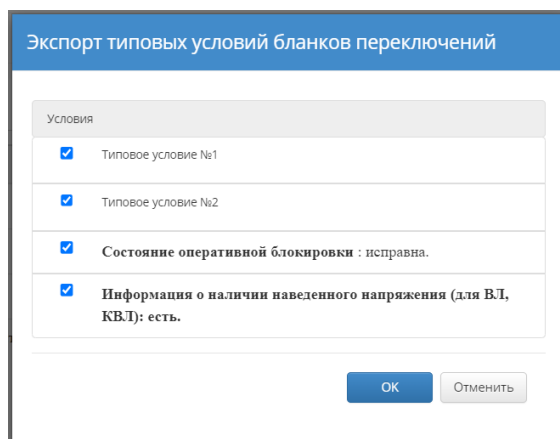 Экспорт типовых условий бланков переключений
Условия
Типовое условие №1
Типовое условие №2
Состояние оперативной блокировки : исправна.
Информация о наличии наведенного напряжения (для ВЛ,
КВЛ): есть.
OK
Отменить